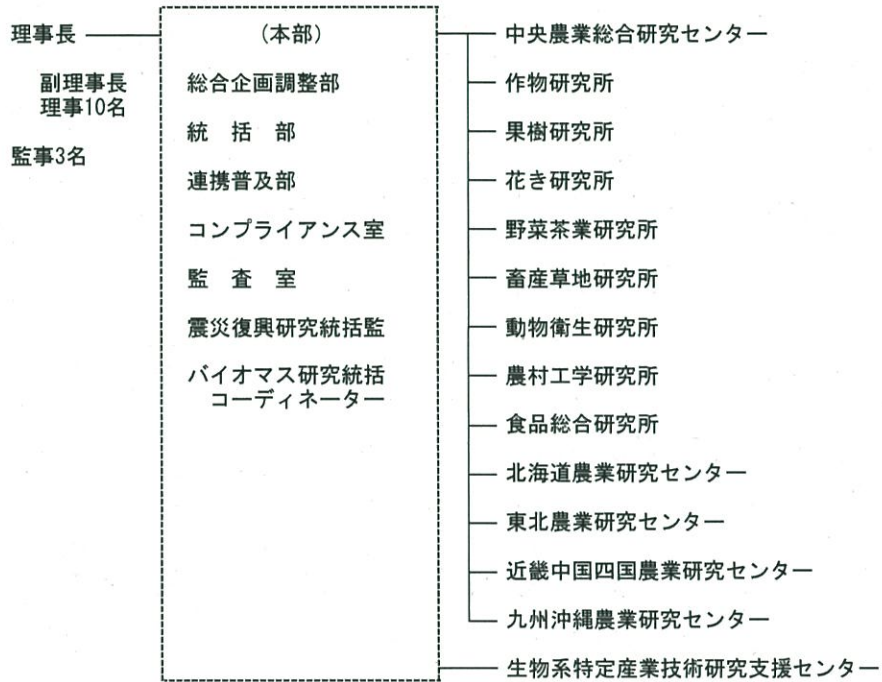 理事長
副理事長
理事10名
監事3名
（本部）
総合企画調整部
統　括　部
連携普及部
コンプライアンス室
監　査　室
震災復興研究統括監
バイオマス研究統括
コーディネーター
中央農業総合研究センター
作物研究所
果樹研究所
花き研究所
野菜茶業研究所
畜産草地研究所
動物衛生研究所
農村工学研究所
食品総合研究所
北海道農業研究センター
東北農業研究センター
近畿中国四国農業研究センター
九州沖縄農業研究センター
生物系特定産業技術研究支援センター